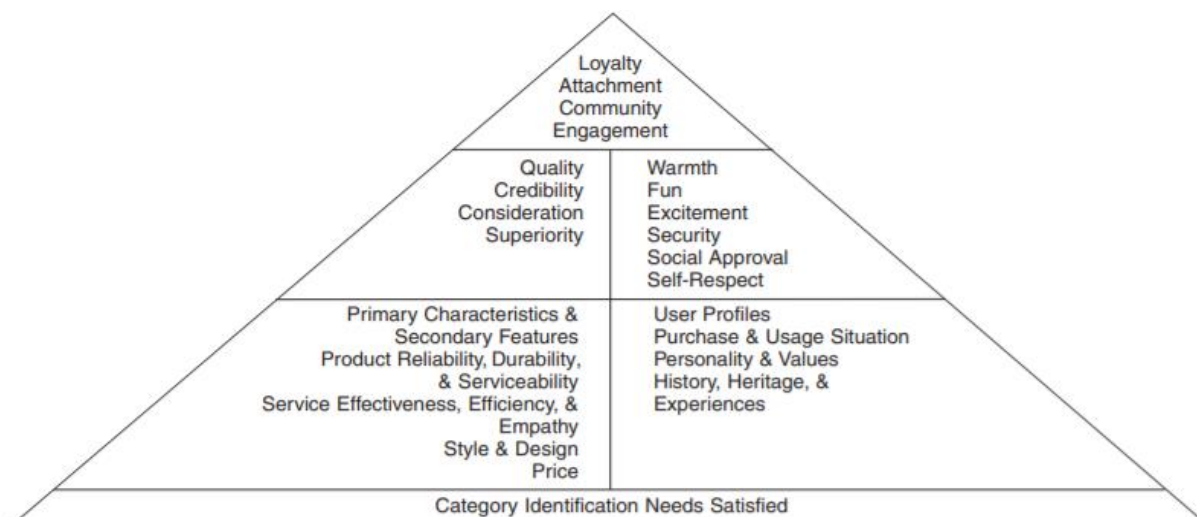 Loyalty
Attachment
Community
Engagement
Quality
Credibility
Consideration
Superiority
Warmth
Fun
Excitement
Security
Social Approval
Self-Respect
Primary Characteristics &
Secondary Features
Product Reliability, Durability,
& Serviceability
Service Effectiveness, Efficiency, &
Empathy
Style & Design
Price
User Profiles
Purchase & Usage Situation
Personality & Values
History, Heritage, &
Experiences
Category Identification Needs Satisfied